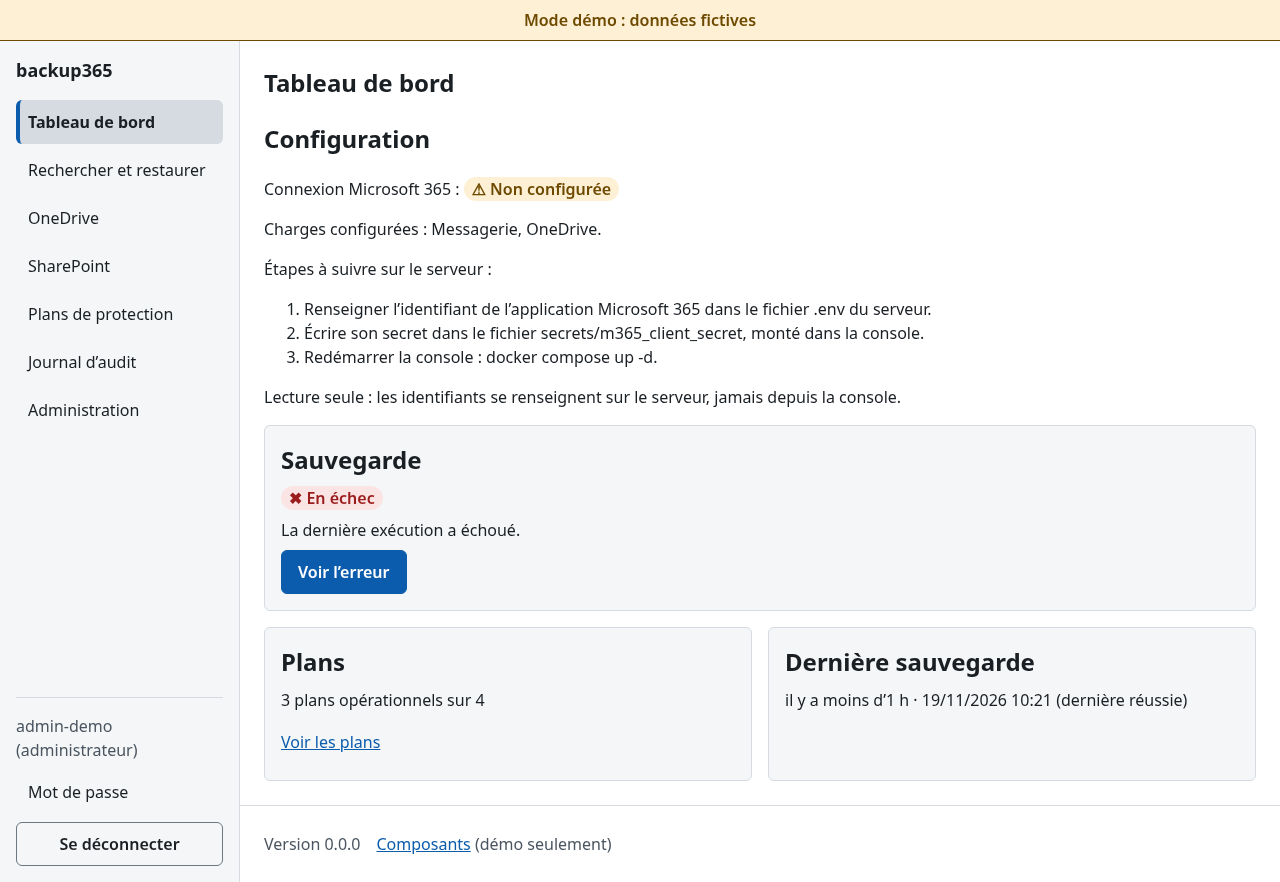 Mode démo : données fictives
backup365
Tableau de bord
Rechercher et restaurer
OneDrive
SharePoint
Plans de protection
Journal d’audit
Administration
admin-demo
(administrateur)
Mot de passe
Se déconnecter
Tableau de bord
Configuration
Connexion Microsoft 365 : ⚠ Non configurée
Charges configurées : Messagerie, OneDrive.
Étapes à suivre sur le serveur :
1. Renseigner l’identifiant de l’application Microsoft 365 dans le fichier .env du serveur.
2. Écrire son secret dans le fichier secrets/m365_client_secret, monté dans la console.
3. Redémarrer la console : docker compose up -d.
Lecture seule : les identifiants se renseignent sur le serveur, jamais depuis la console.
Sauvegarde
✖ En échec
La dernière exécution a échoué.
Voir l’erreur
Plans
3 plans opérationnels sur 4
Voir les plans
Dernière sauvegarde
il y a moins d’1 h · 19/11/2026 10:21 (dernière réussie)
Version 0.0.0 Composants (démo seulement)